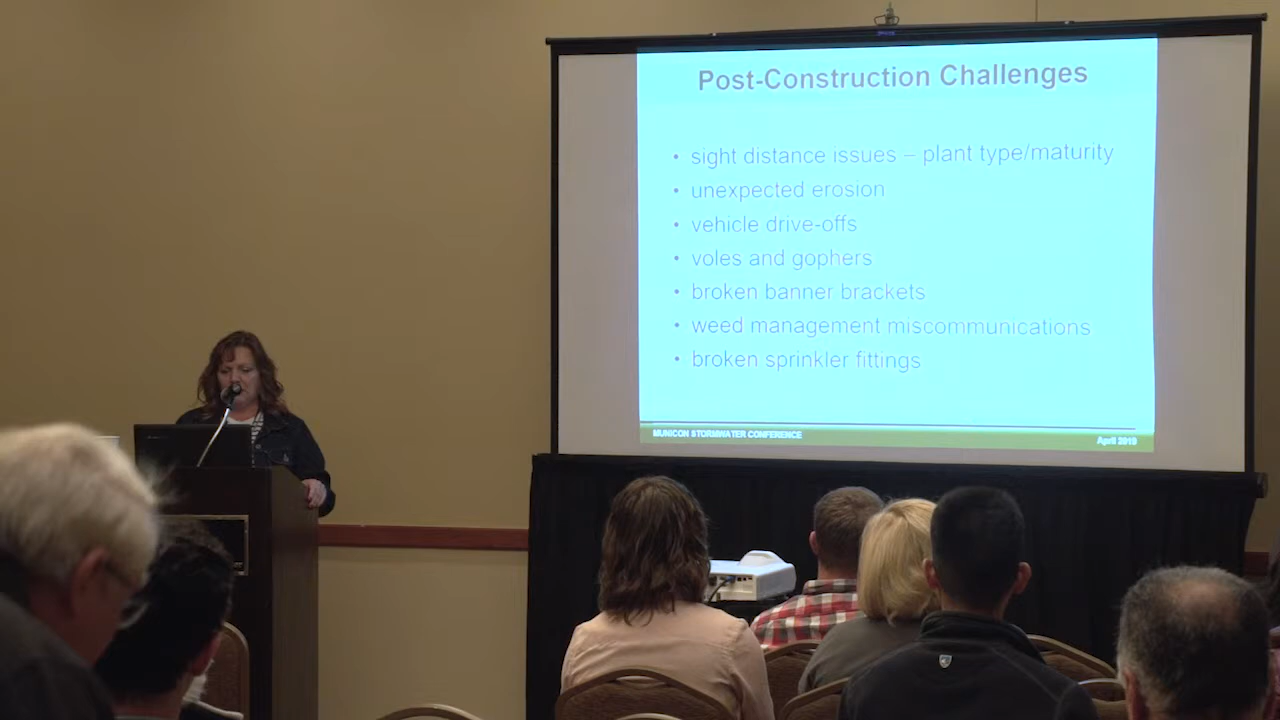 Post-Construction Challenges
• sight distance issues – plant type/maturity
• unexpected erosion
• vehicle drive-offs
• voles and gophers
• broken banner brackets
• weed management miscommunications
• broken sprinkler fittings
MUNICON STORMWATER CONFERENCE
April 2019